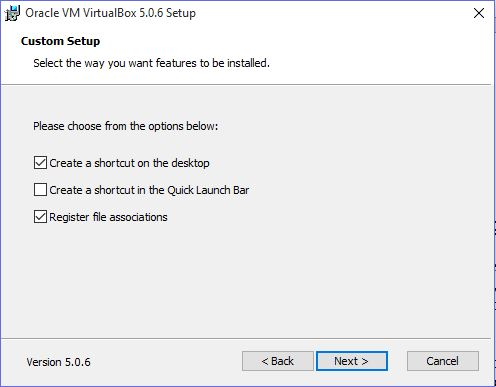 Oracle VM VirtualBox 5.0.6 Setup
Custom Setup
Select the way you want features to be installed.
Please choose from the options below:
Create a shortcut on the desktop
Create a shortcut in the Quick Launch Bar
Register file associations
Version 5.0.6
< Back
Next >
Cancel